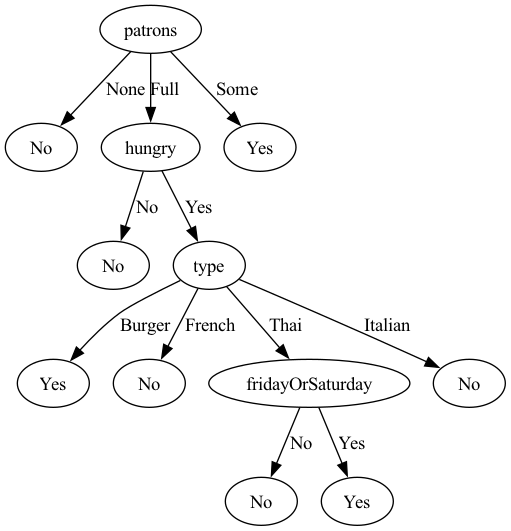 patrons
None Full Some
No hungry Yes
No Yes
No type
Burger French Thai Italian
Yes No fridayOrSaturday No
No Yes
No Yes